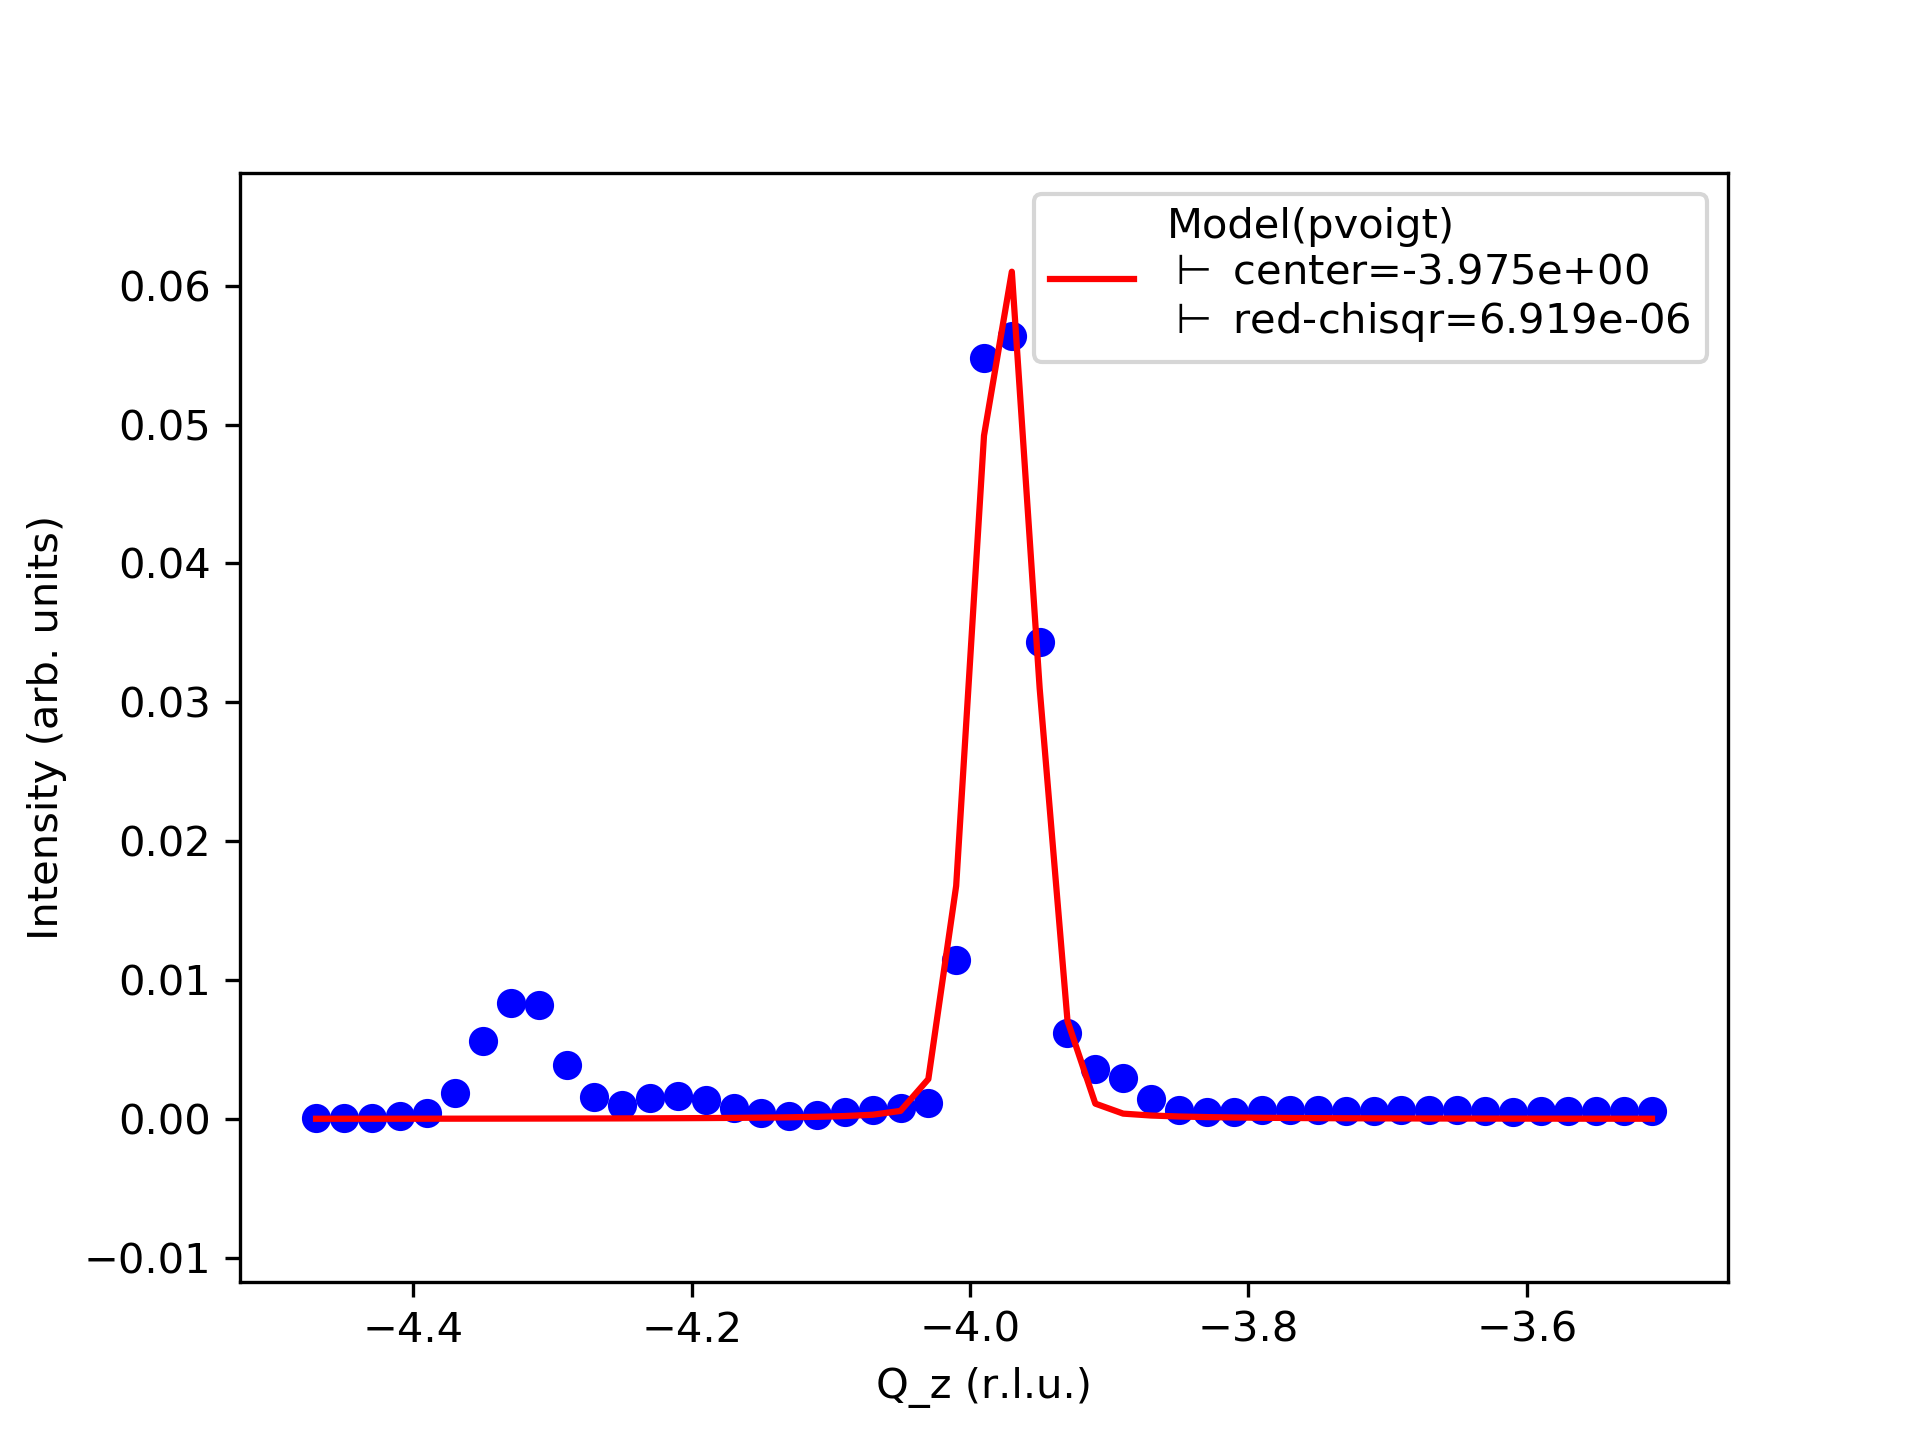 Model(pvoigt)
⊢ center=-3.975e+00
⊢ red-chisqr=6.919e-06
0.06
0.05
0.04
0.03
0.02
0.01
0.00
−0.01
Intensity (arb. units)
−4.4 −4.2 −4.0 −3.8 −3.6
Q_z (r.l.u.)